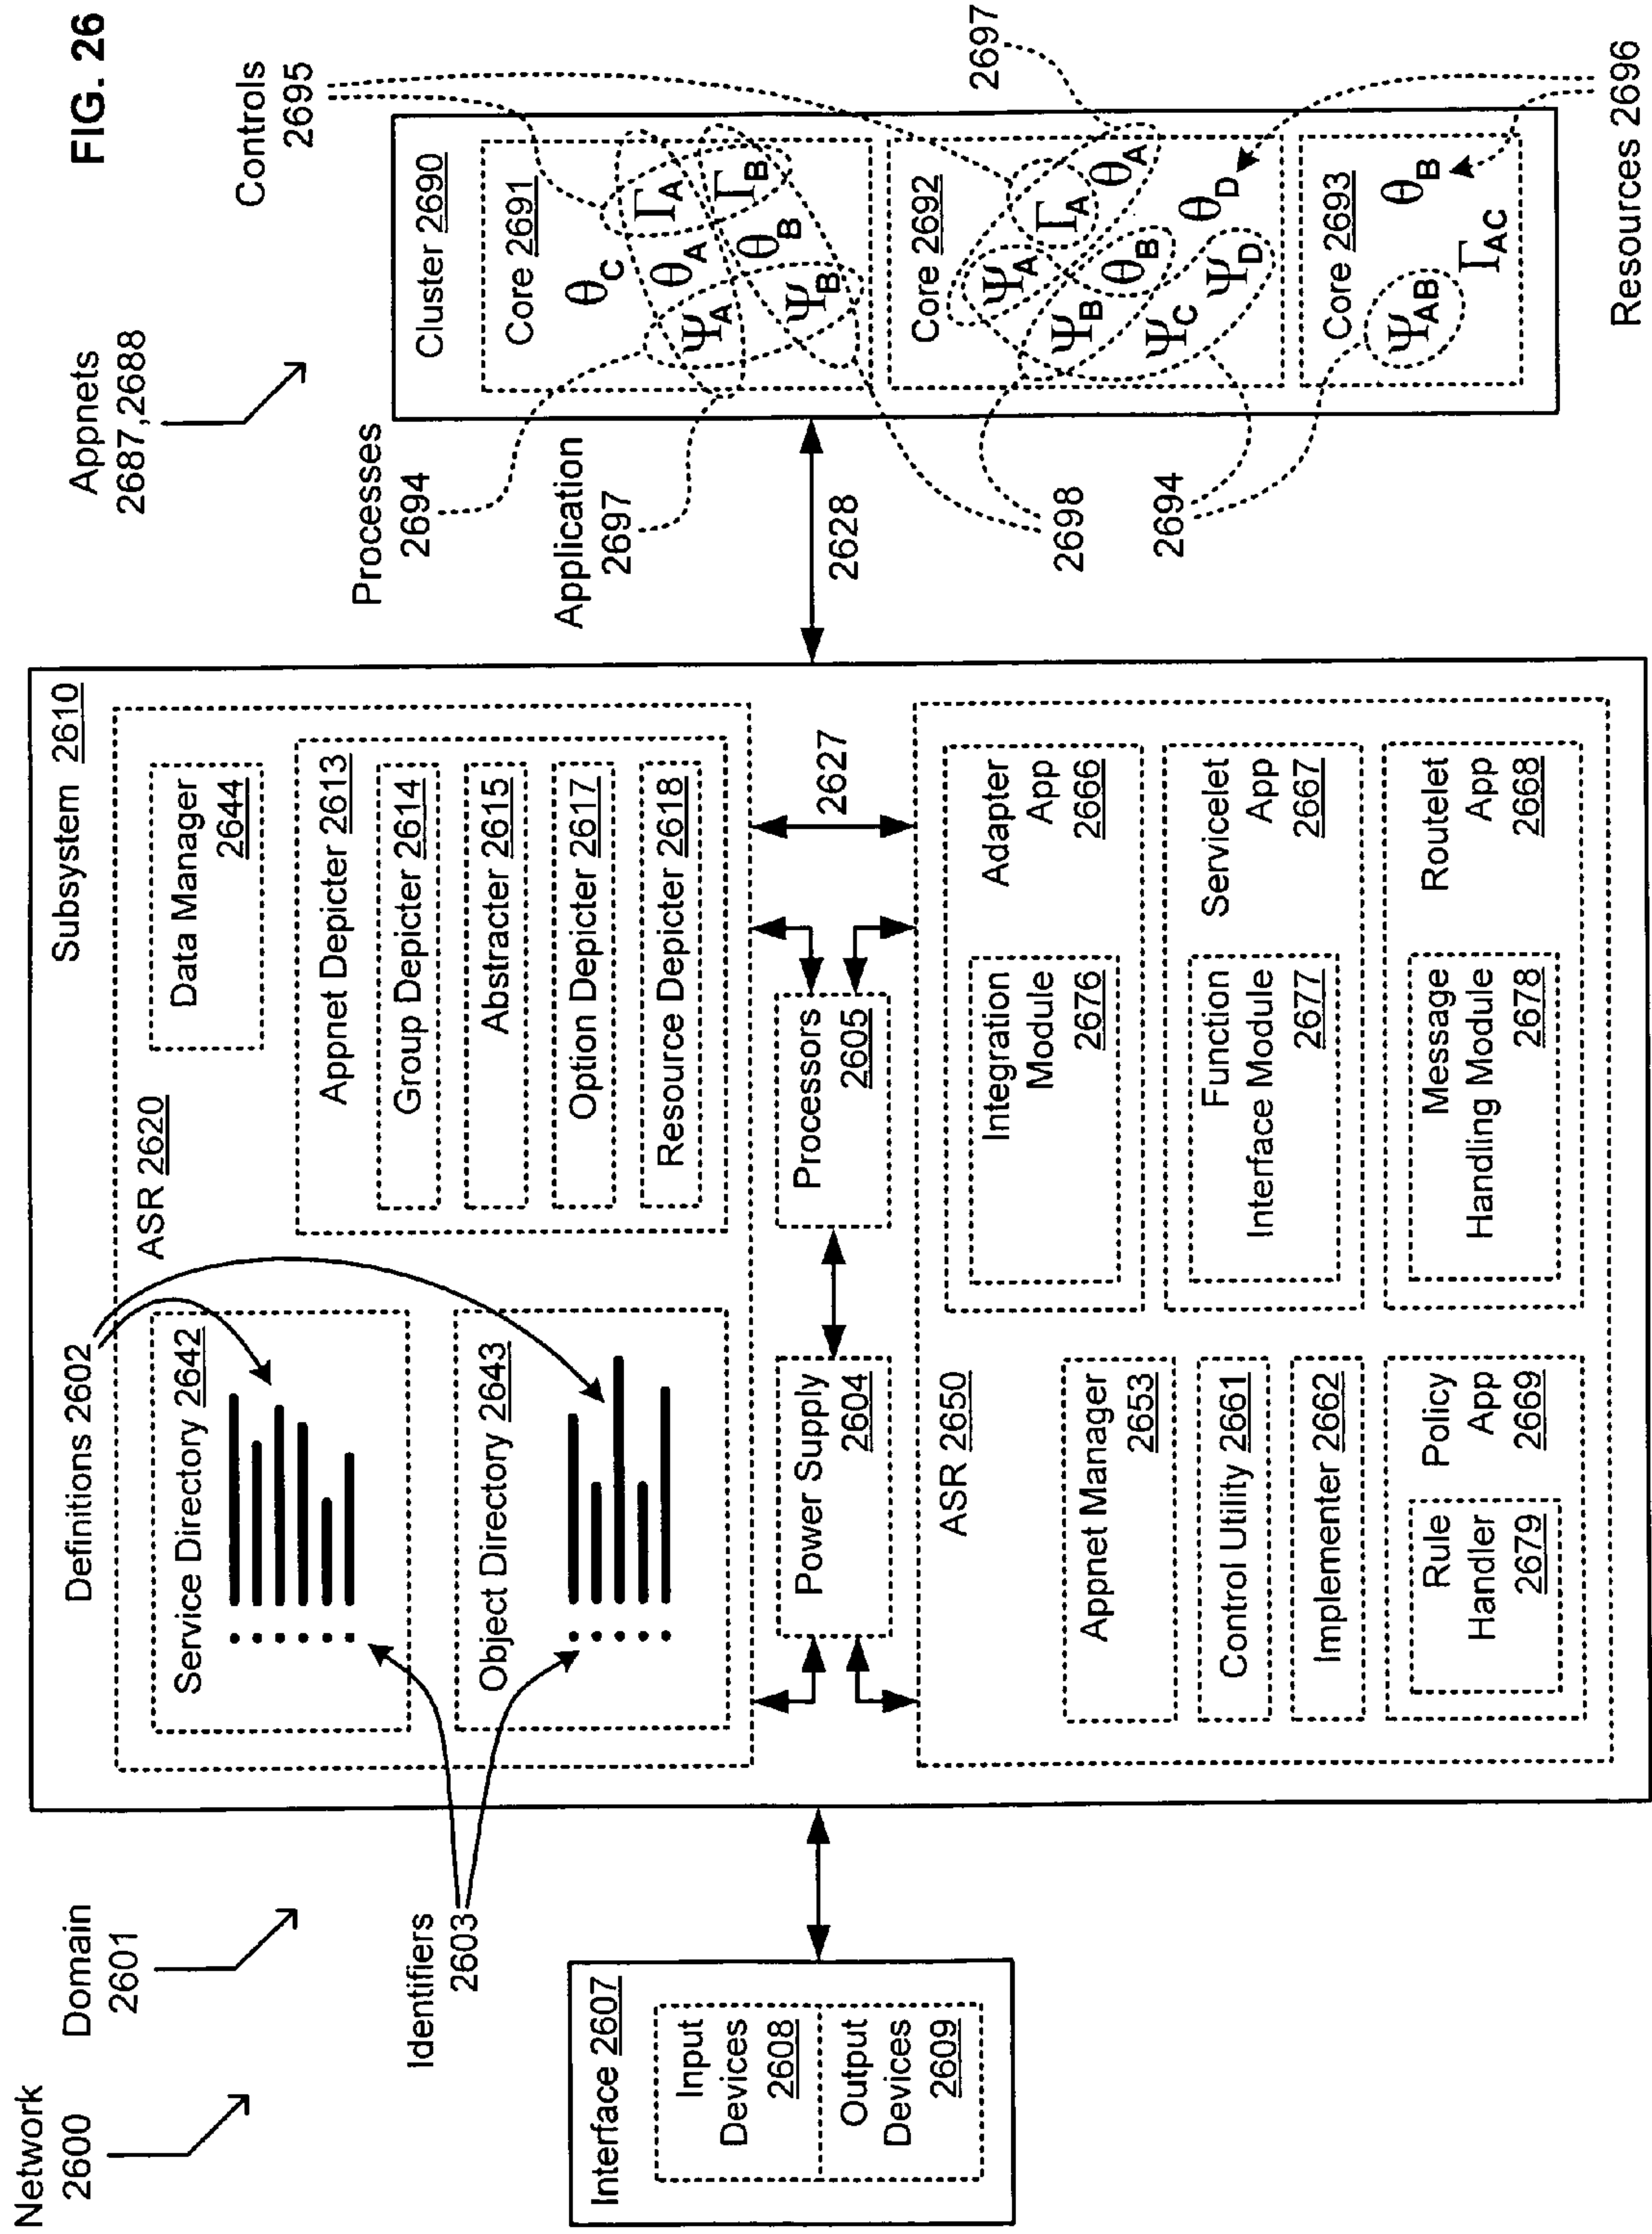 FIG. 26
Network
2600
Domain
2601
Appnets
2687,2688
Interface 2607
Input
Devices
2608
Output
Devices
2609
Identifiers
2603
Definitions 2602
Subsystem 2610
ASR 2620
Service Directory 2642
Object Directory 2643
Data Manager
2644
Appnet Depicter 2613
Group Depicter 2614
Abstracter 2615
Option Depicter 2617
Resource Depicter 2618
Power Supply
2604
Processors
2605
2627
ASR 2650
Appnet Manager
2653
Control Utility 2661
Implementer 2662
Policy
App
2669
Rule
Handler
2679
Adapter
App
2666
Integration
Module
2676
Servicelet
App
2667
Function
Interface Module
2677
Routelet
App
2668
Message
Handling Module
2678
2628
Processes
2694
Application
2697
2698
2694
Controls
2695
2697
Resources 2696
Cluster 2690
Core 2691
θC
ΨA θA ΓA
ΨB θB ΓB
Core 2692
ΨA ΓA θA
ΨB θB θD
ΨC ΨD
Core 2693
ΨAB θB
ΓAC